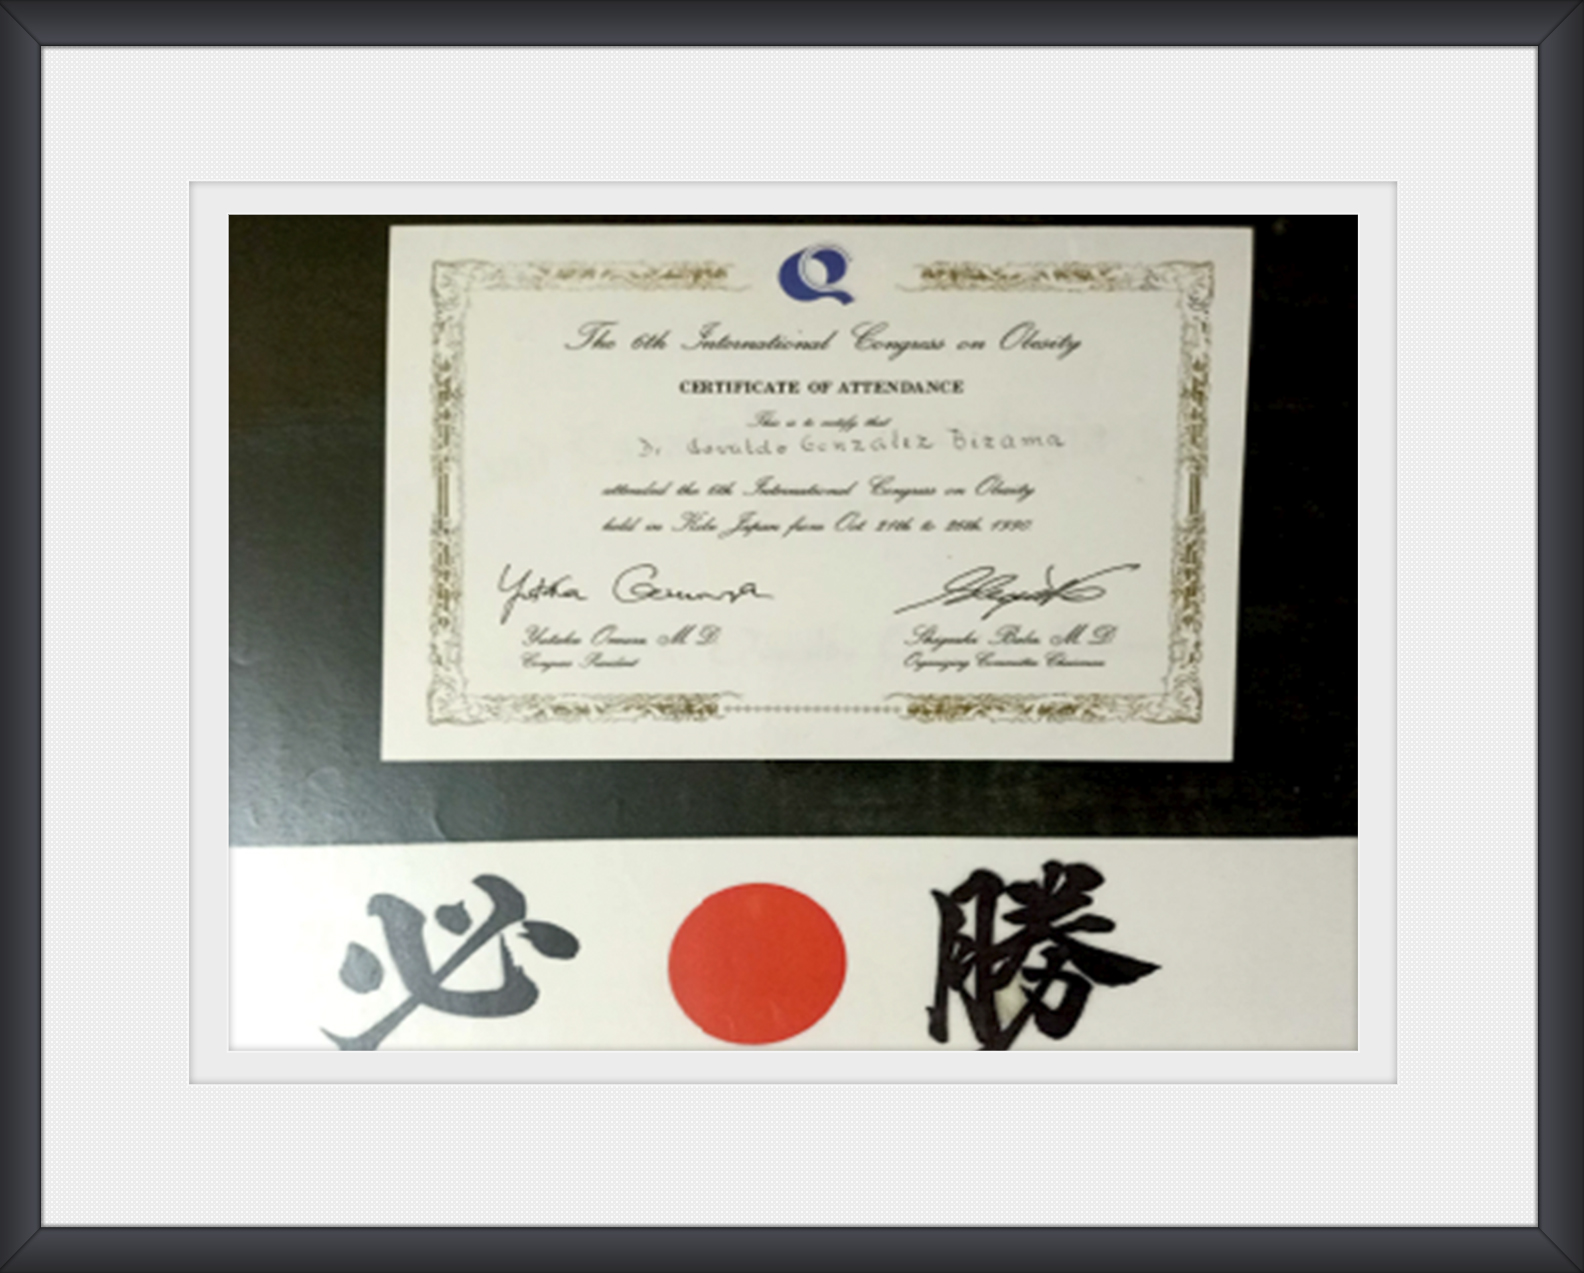 The 6th International Congress on Obesity
CERTIFICATE OF ATTENDANCE
This is to certify that
Dr Osvaldo Gonzalez Bizama
attended the 6th International Congress on Obesity
held in Kobe Japan from Oct 21th to 26th, 1990
Yutaka Oomura M. D.
Congress President
Shigeaki Baba M. D.
Organizing Committee Chairman
必 勝